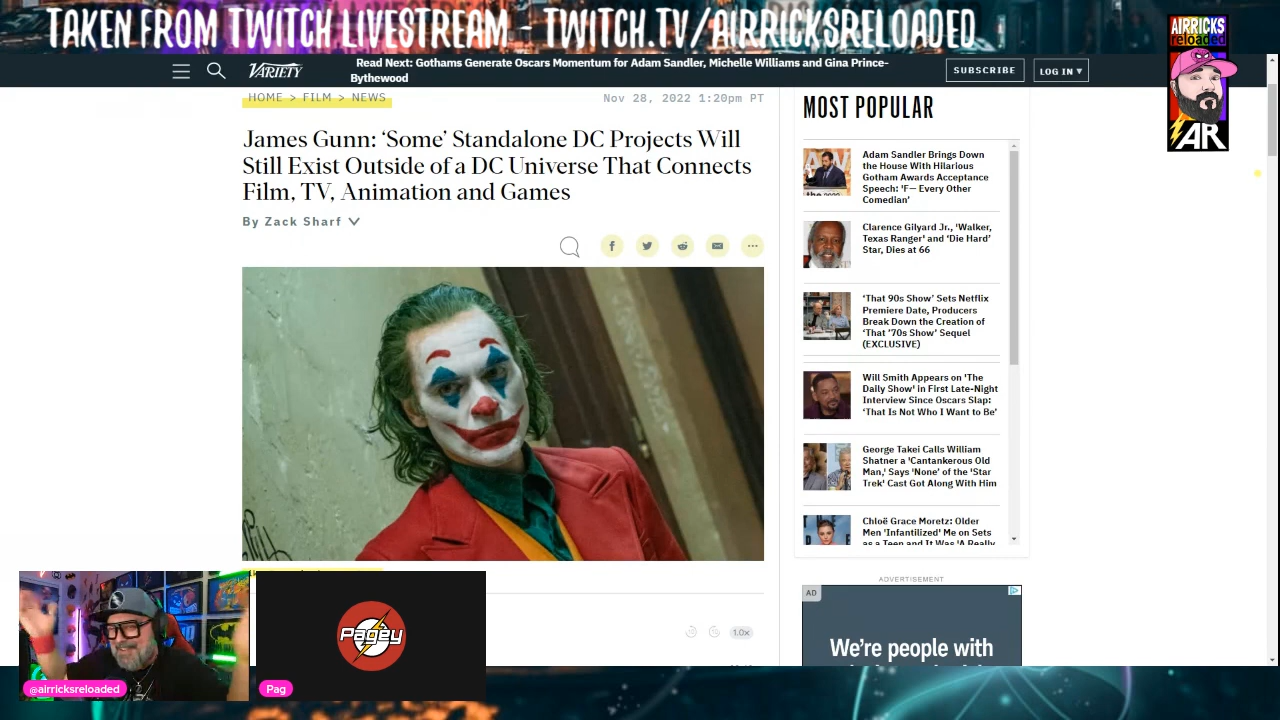 TAKEN FROM TWITCH LIVESTREAM - TWITCH.TV/AIRRICKSRELOADED
AIRRICKS
reloaded
AR
VARIETY
Read Next: Gothams Generate Oscars Momentum for Adam Sandler, Michelle Williams and Gina Prince-
Bythewood
SUBSCRIBE
LOG IN ▾
HOME > FILM > NEWS
Nov 28, 2022 1:20pm PT
James Gunn: ‘Some’ Standalone DC Projects Will
Still Exist Outside of a DC Universe That Connects
Film, TV, Animation and Games
By Zack Sharf
MOST POPULAR
Adam Sandler Brings Down
the House With Hilarious
Gotham Awards Acceptance
Speech: 'F— Every Other
Comedian’
Clarence Gilyard Jr., 'Walker,
Texas Ranger' and ‘Die Hard’
Star, Dies at 66
‘That 90s Show’ Sets Netflix
Premiere Date, Producers
Break Down the Creation of
‘That ’70s Show’ Sequel
(EXCLUSIVE)
Will Smith Appears on 'The
Daily Show' in First Late-Night
Interview Since Oscars Slap:
‘That Is Not Who I Want to Be’
George Takei Calls William
Shatner a 'Cantankerous Old
Man,' Says ‘None’ of the 'Star
Trek' Cast Got Along With Him
Chloë Grace Moretz: Older
Men 'Infantilized' Me on Sets
as a Teen and It Was 'A Really
ADVERTISEMENT
AD
We're people with
1.0x
Pagey
@airricksreloaded
Pag